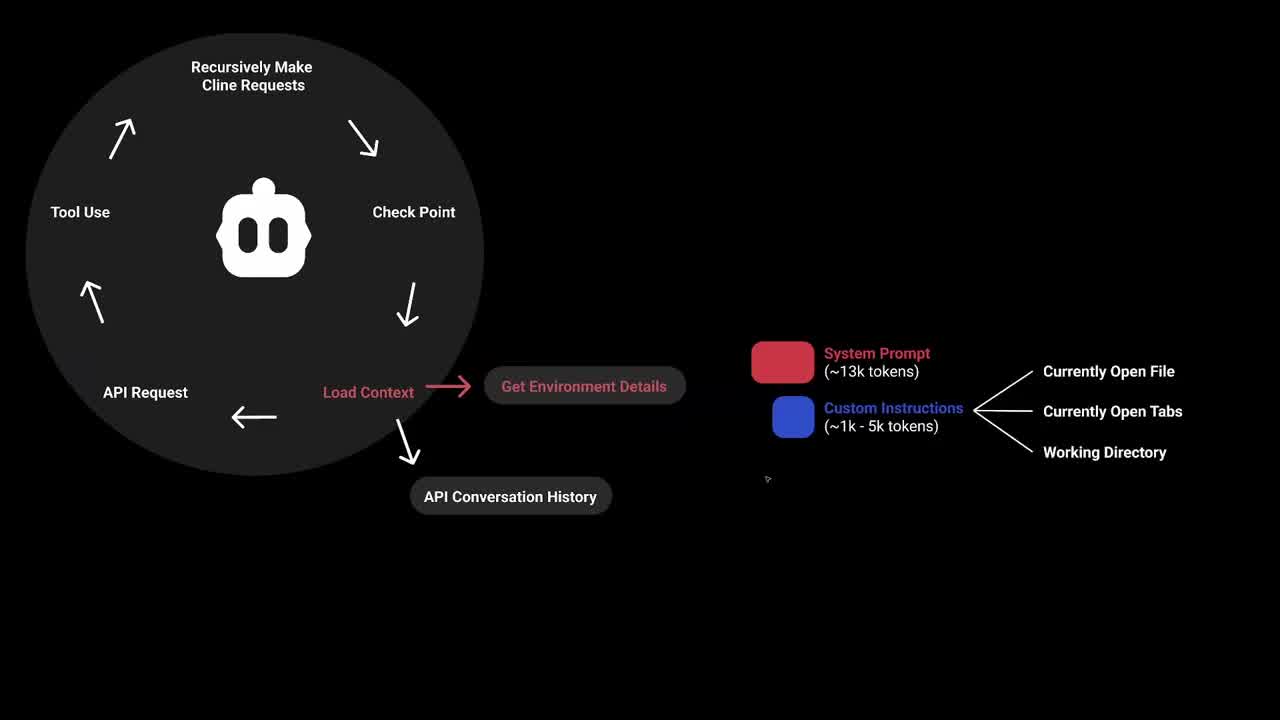 Recursively Make
Cline Requests
Tool Use
Check Point
API Request
Load Context
Get Environment Details
API Conversation History
System Prompt
(~13k tokens)
Custom Instructions
(~1k - 5k tokens)
Currently Open File
Currently Open Tabs
Working Directory